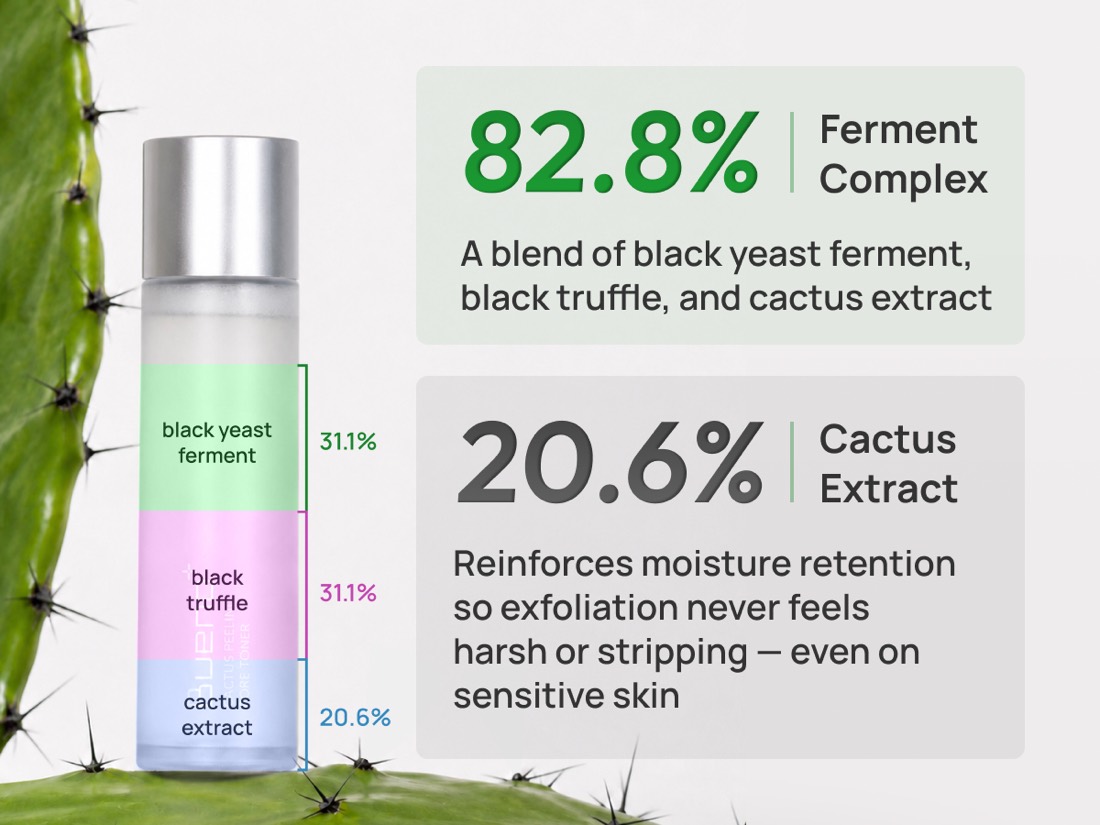 82.8%
Ferment
Complex
A blend of black yeast ferment,
black truffle, and cactus extract
black yeast
ferment
31.1%
black
truffle
31.1%
cactus
extract
20.6%
20.6%
Cactus
Extract
Reinforces moisture retention
so exfoliation never feels
harsh or stripping — even on
sensitive skin